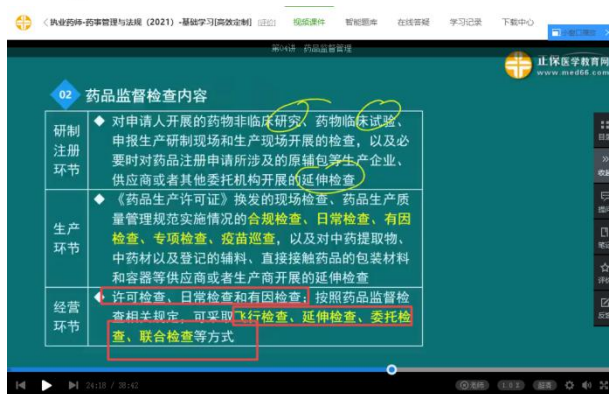 〈 执业药师-药事管理与法规（2021）-基础学习[高效定制]
视频课件
智能题库
在线答疑
学习记录
下载中心
第04讲 药品监督管理
正保医学教育网
www.med66.com
02 药品监督检查内容
研制
注册
环节
◆ 对申请人开展的药物非临床研究、药物临床试验、
申报生产研制现场和生产现场开展的检查，以及必
要时对药品注册申请所涉及的原辅包等生产企业、
供应商或者其他委托机构开展的延伸检查
生产
环节
◆ 《药品生产许可证》换发的现场检查、药品生产质
量管理规范实施情况的合规检查、日常检查、有因
检查、专项检查、疫苗巡查，以及对中药提取物、
中药材以及登记的辅料、直接接触药品的包装材料
和容器等供应商或者生产商开展的延伸检查
经营
环节
◆ 许可检查、日常检查和有因检查；按照药品监督检
查相关规定，可采取飞行检查、延伸检查、委托检
查、联合检查等方式
24:18 / 38:42
1.0 X